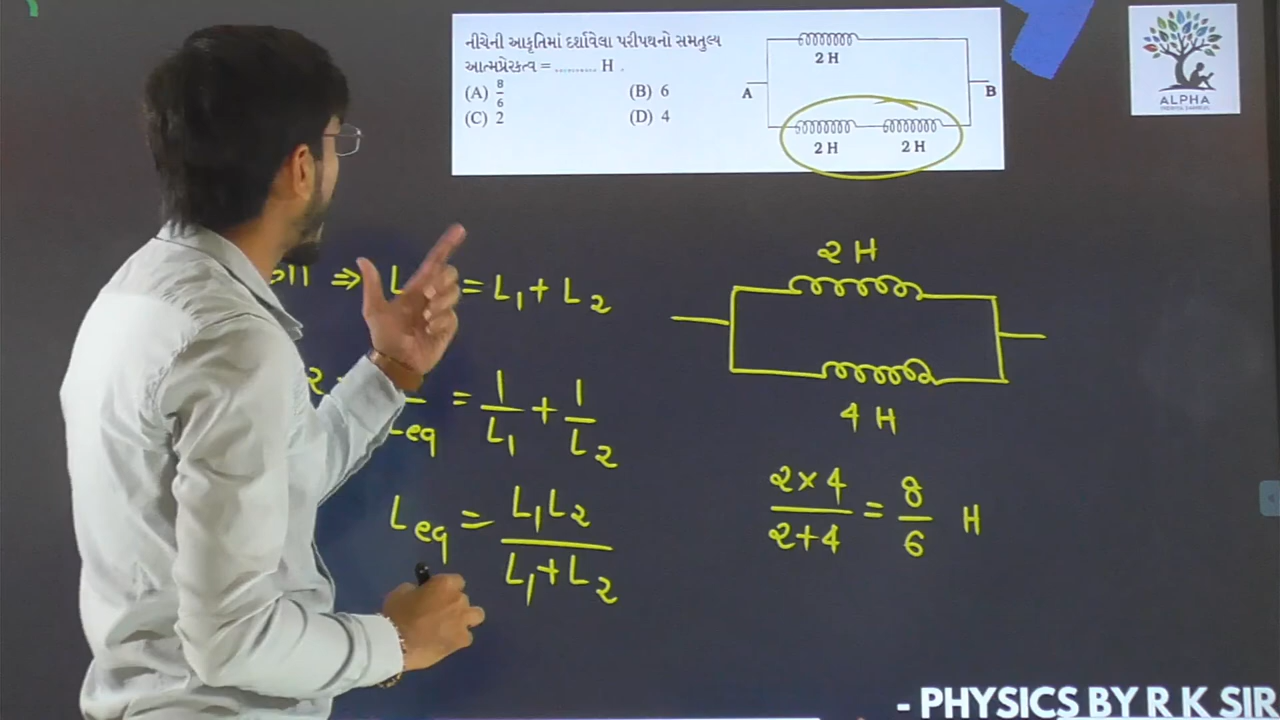 નીચેની આકૃતિમાં દર્શાવેલા પરીપથનો સમતુલ્ય
આત્મપ્રેરકત્વ = .......... H .
(A) 8/6
(B) 6
(C) 2
(D) 4
2 H
A
B
2 H
2 H
ALPHA
⇒ L = L₁ + L₂
Leq = 1/L₁ + 1/L₂
Leq = L₁L₂/L₁+L₂
2 H
4 H
2×4/2+4 = 8/6 H
- PHYSICS BY R K SIR